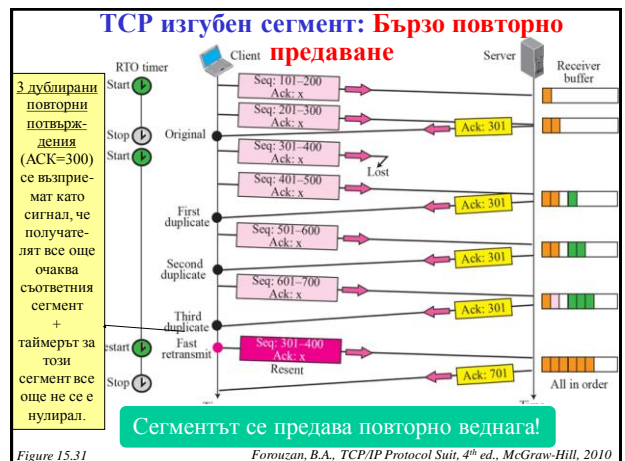 TCP изгубен сегмент: Бързо повторно
предаване
3 дублирани
повторни
потвърж-
дения
(ACK=300)
се възприе-
мат като
сигнал, че
получате-
лят все още
очаква
съответния
сегмент
+
таймерът за
този
сегмент все
още не се е
нулирал.
RTO timer
Client
Server
Receiver
buffer
Start
Seq: 101–200
Ack: x
Seq: 201–300
Ack: x
Stop
Original
Ack: 301
Start
Seq: 301–400
Ack: x
Lost
Seq: 401–500
Ack: x
Ack: 301
First
duplicate
Seq: 501–600
Ack: x
Ack: 301
Second
duplicate
Seq: 601–700
Ack: x
Ack: 301
Third
duplicate
estart
Fast
retransmit
Seq: 301–400
Ack: x
Resent
Stop
Ack: 701
All in order
Сегментът се предава повторно веднага!
Figure 15.31
Forouzan, B.A., TCP/IP Protocol Suit, 4th ed., McGraw-Hill, 2010